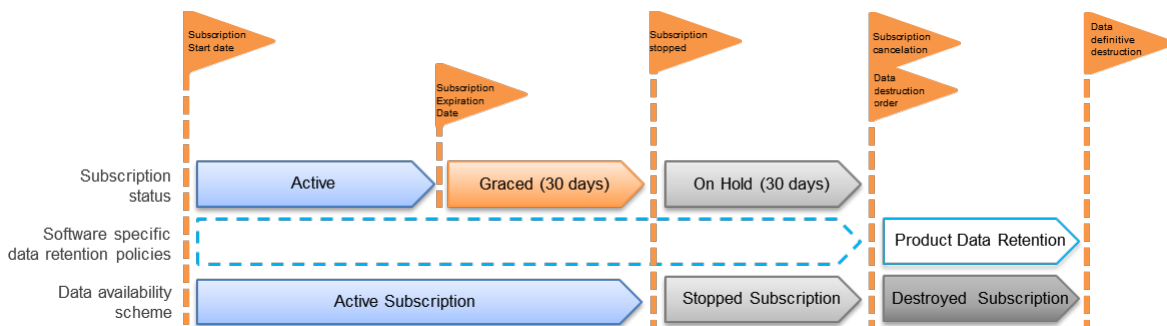 Subscription
Start date
Subscription
Expiration
Date
Subscription
stopped
Subscription
cancelation
Data
destruction
order
Data
definitive
destruction
Subscription
status
Active
Graced (30 days)
On Hold (30 days)
Software specific
data retention policies
Product Data Retention
Data availability
scheme
Active Subscription
Stopped Subscription
Destroyed Subscription